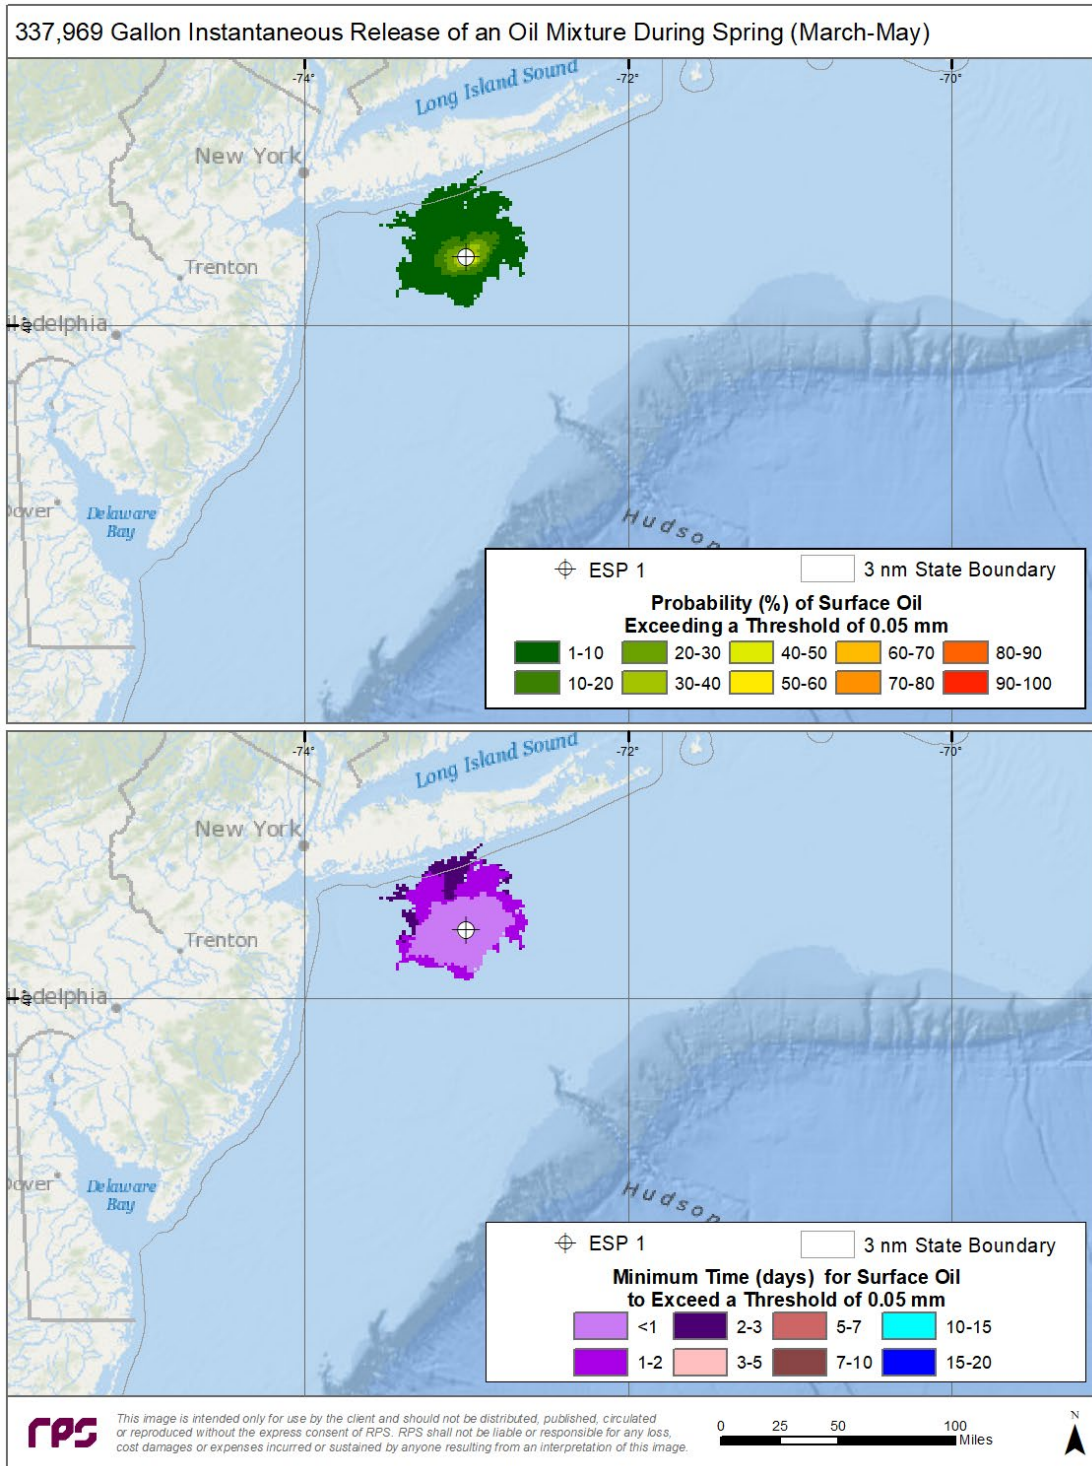 337,969 Gallon Instantaneous Release of an Oil Mixture During Spring (March-May)
-74°
-72°
-70°
Long Island Sound
New York
Trenton
iladelphia
40°
Dover
Delaware
Bay
Hudson
ESP 1
3 nm State Boundary
Probability (%) of Surface Oil
Exceeding a Threshold of 0.05 mm
1-10 20-30 40-50 60-70 80-90
10-20 30-40 50-60 70-80 90-100
-74°
-72°
-70°
Long Island Sound
New York
Trenton
iladelphia
40°
Dover
Delaware
Bay
Hudson
ESP 1
3 nm State Boundary
Minimum Time (days) for Surface Oil
to Exceed a Threshold of 0.05 mm
<1 2-3 5-7 10-15
1-2 3-5 7-10 15-20
rps
This image is intended only for use by the client and should not be distributed, published, circulated
or reproduced without the express consent of RPS. RPS shall not be liable or responsible for any loss,
cost damages or expenses incurred or sustained by anyone resulting from an interpretation of this image.
0 25 50 100
Miles
N